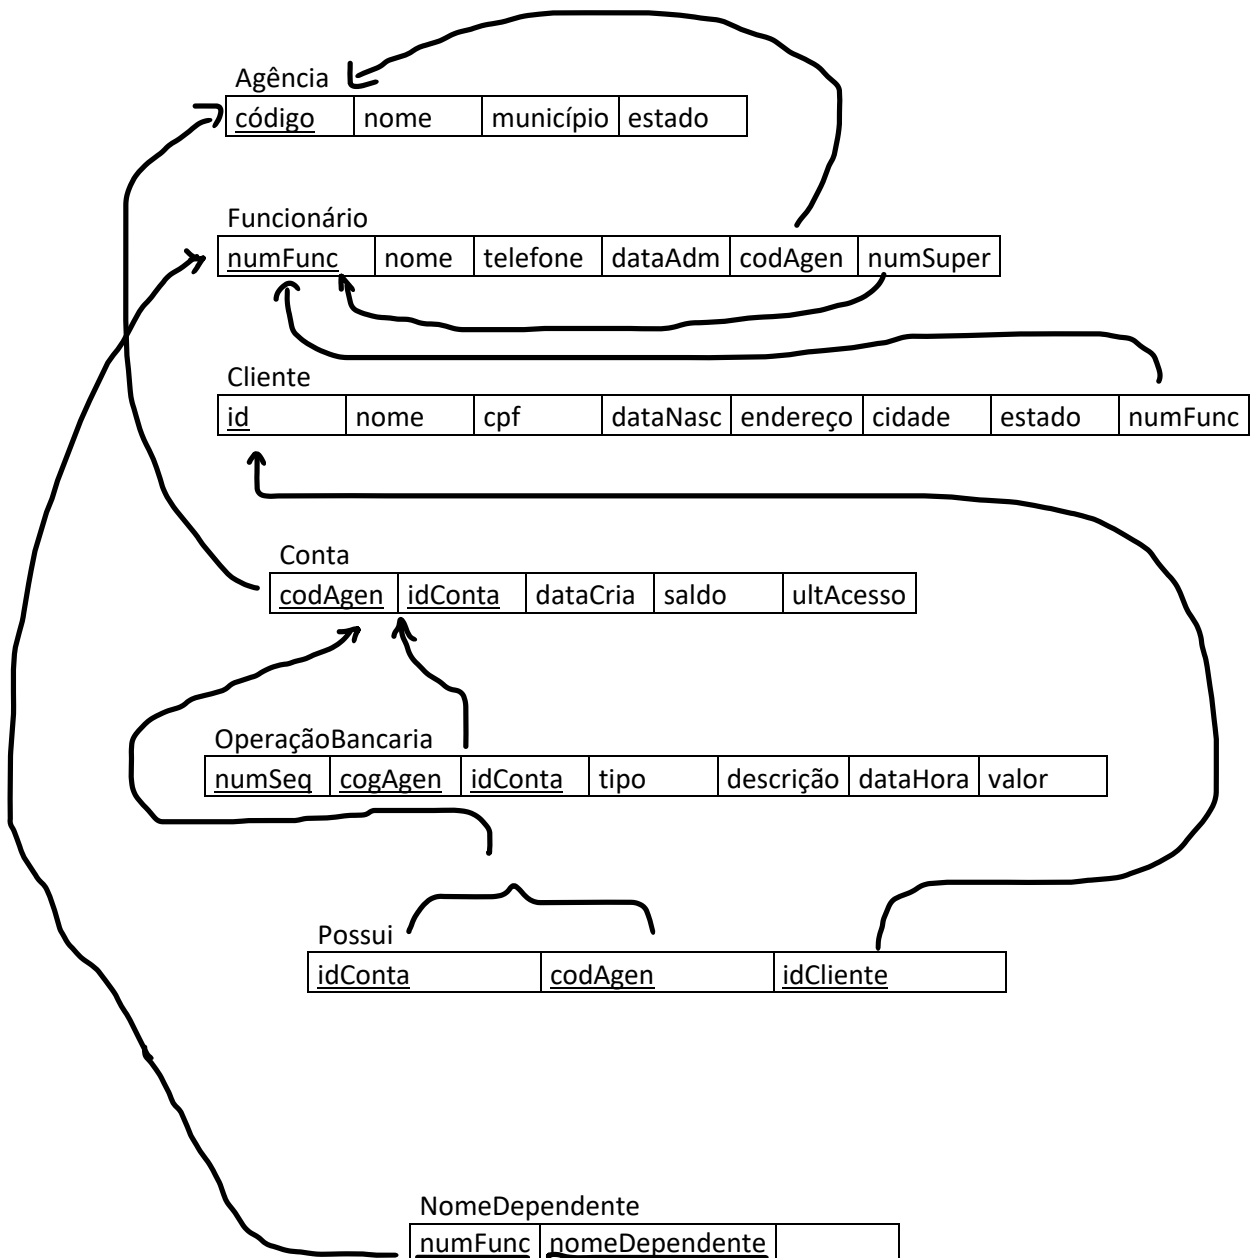 Agência
código nome município estado
Funcionário
numFunc nome telefone dataAdm codAgen numSuper
Cliente
id nome cpf dataNasc endereço cidade estado numFunc
Conta
codAgen idConta dataCria saldo ultAcesso
OperaçãoBancaria
numSeq cogAgen idConta tipo descrição dataHora valor
Possui
idConta codAgen idCliente
NomeDependente
numFunc nomeDependente